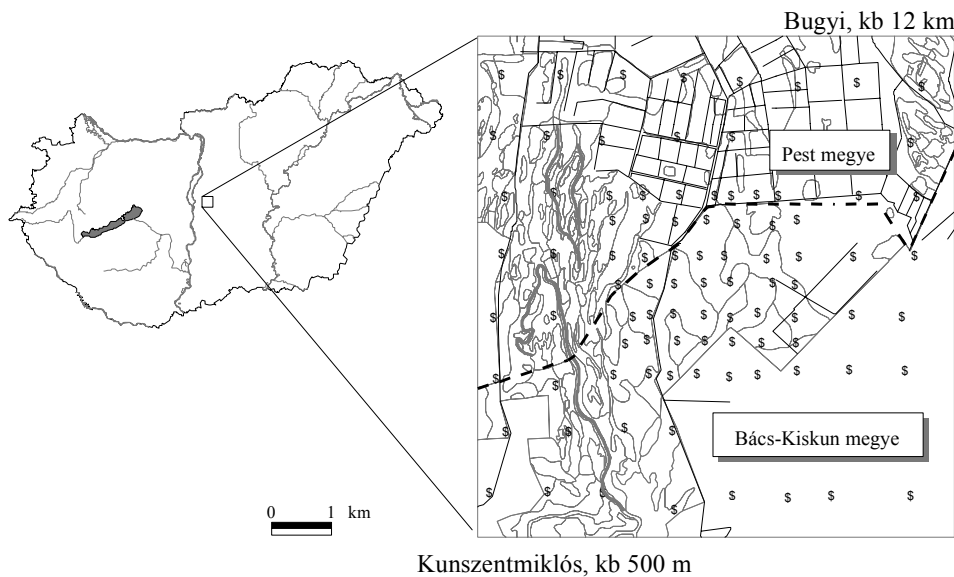 Bugyi, kb 12 km
Pest megye
Bács-Kiskun megye
0 1 km
Kunszentmiklós, kb 500 m